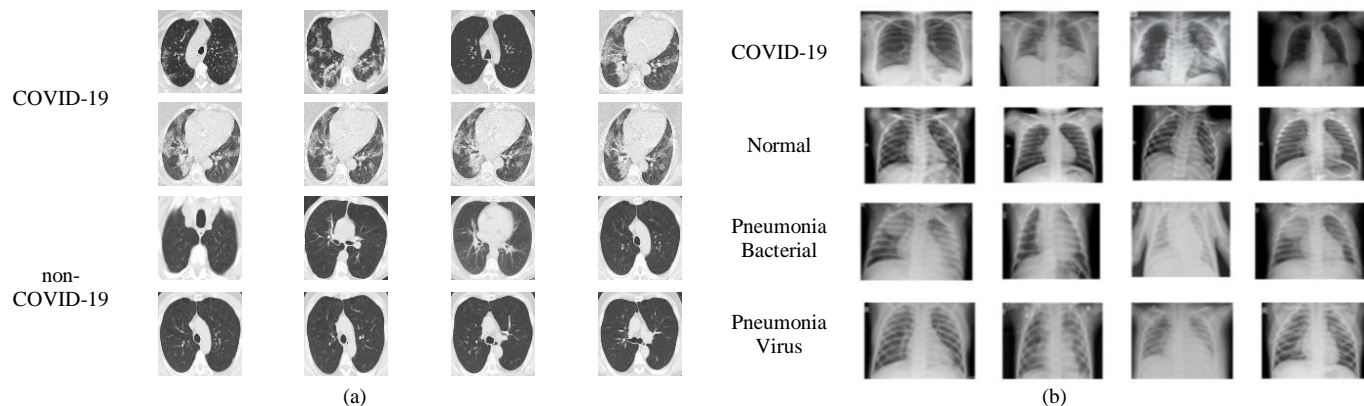 COVID-19
non-
COVID-19
(a)
COVID-19
Normal
Pneumonia
Bacterial
Pneumonia
Virus
(b)